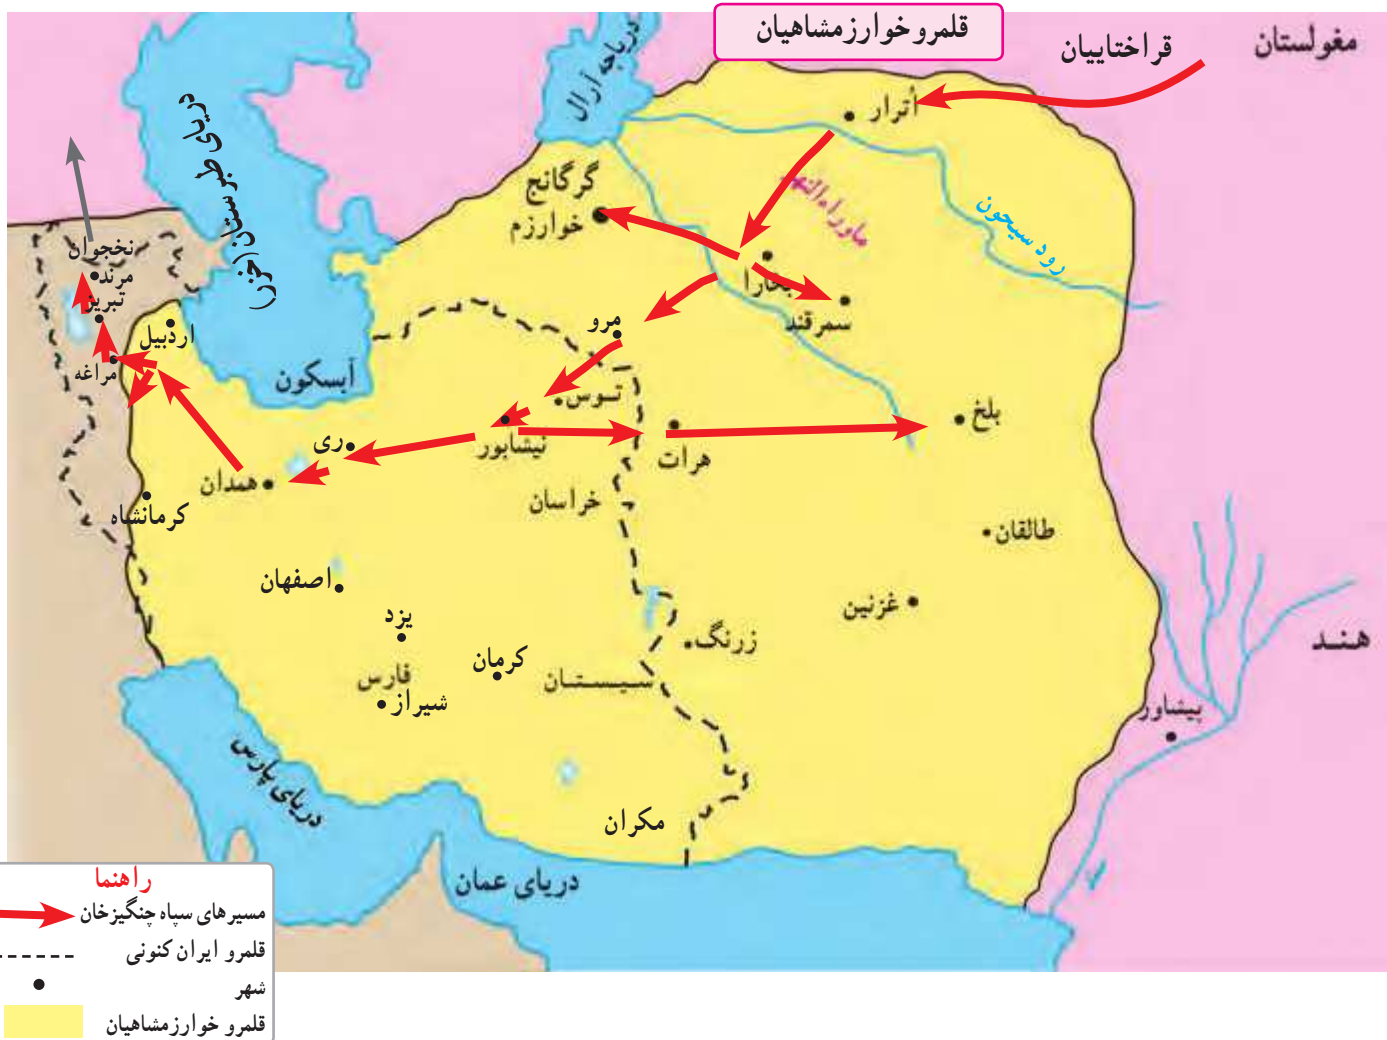 قلمرو خوارزمشاهیان
مغولستان
قراختاییان
دریاچه آرال
اُترار
دریای طبرستان (خزر)
گرگانج
خوارزم
ماوراءالنهر
رود سیحون
نخجوان
مرند
تبریز
اردبیل
مراغه
بخارا
سمرقند
مرو
آبسکون
توس
نیشابور
بلخ
ری
هرات
همدان
خراسان
کرمانشاه
طالقان
اصفهان
غزنین
یزد
زرنگ
هند
کرمان
فارس
سیستان
شیراز
پیشاور
دریای پارس
مکران
دریای عمان
راهنما
مسیرهای سپاه چنگیزخان
قلمرو ایران کنونی
شهر
قلمرو خوارزمشاهیان